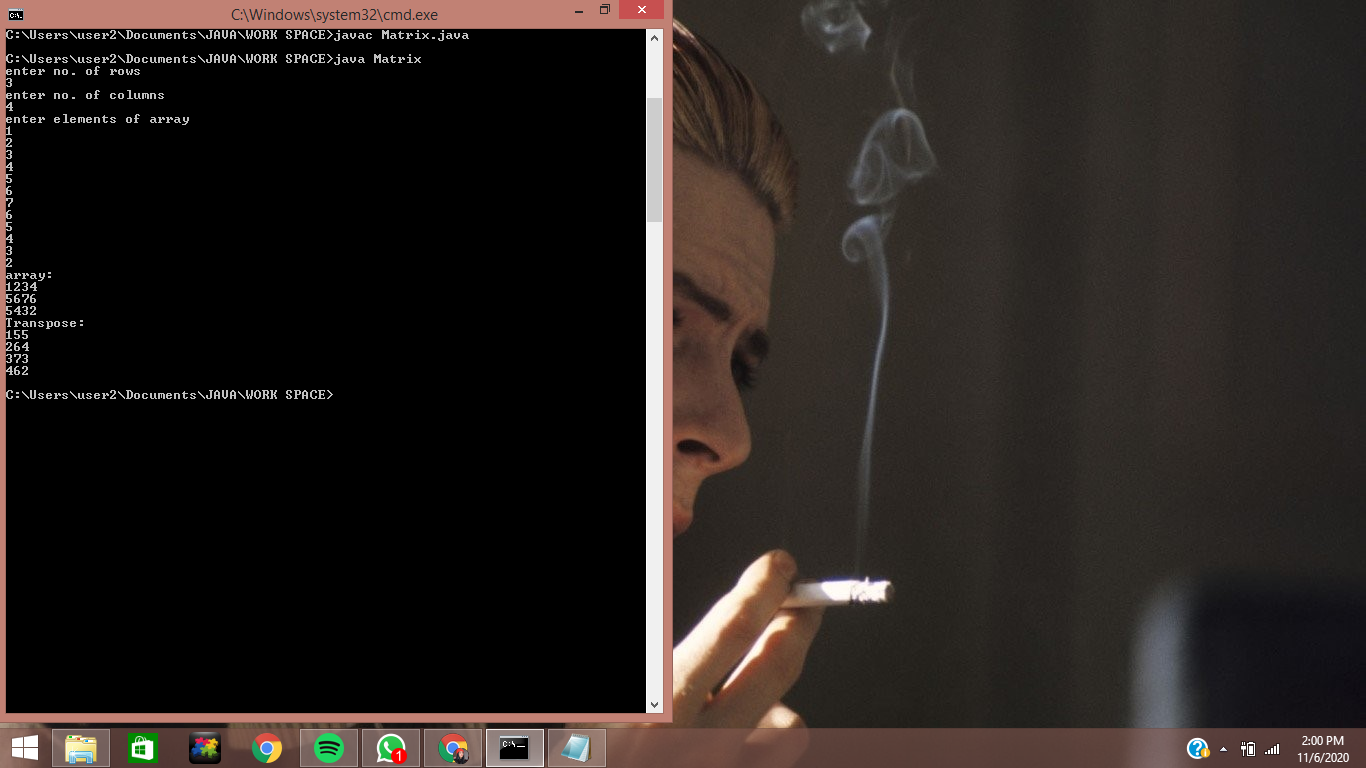 C:\Windows\system32\cmd.exe
C:\Users\user2\Documents\JAVA\WORK SPACE>javac Matrix.java
C:\Users\user2\Documents\JAVA\WORK SPACE>java Matrix
enter no. of rows
3
enter no. of columns
4
enter elements of array
1
2
3
4
5
6
7
6
5
4
3
2
array:
1234
5676
5432
Transpose:
155
264
373
462
C:\Users\user2\Documents\JAVA\WORK SPACE>
1
C:\_
2:00 PM
11/6/2020